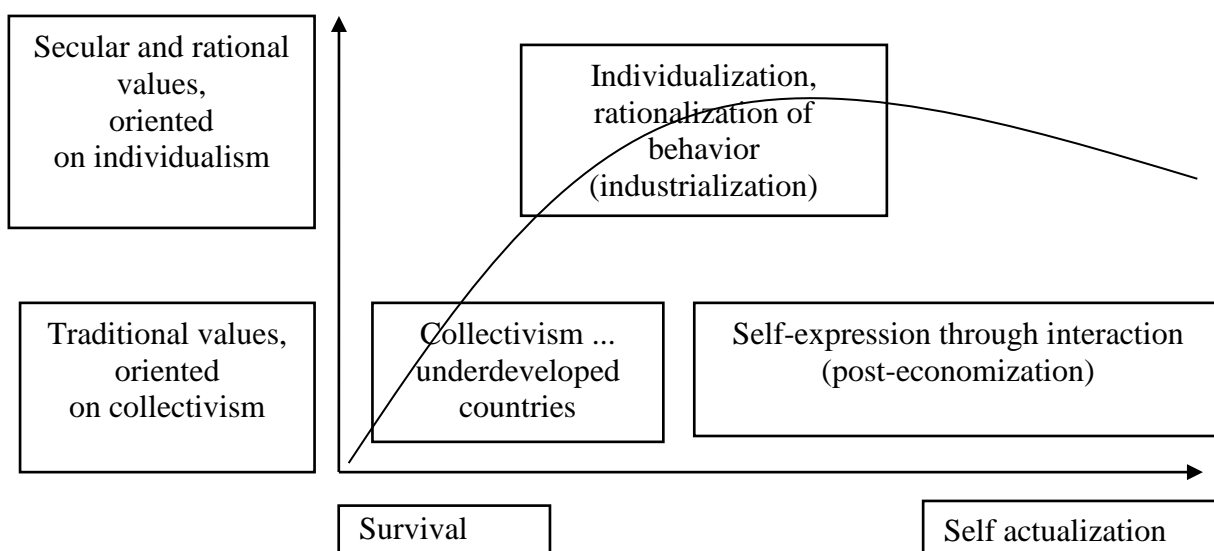 Secular and rational
values,
oriented
on individualism
Individualization,
rationalization of
behavior
(industrialization)
Traditional values,
oriented
on collectivism
Collectivism ...
underdeveloped
countries
Self-expression through interaction
(post-economization)
Survival
Self actualization